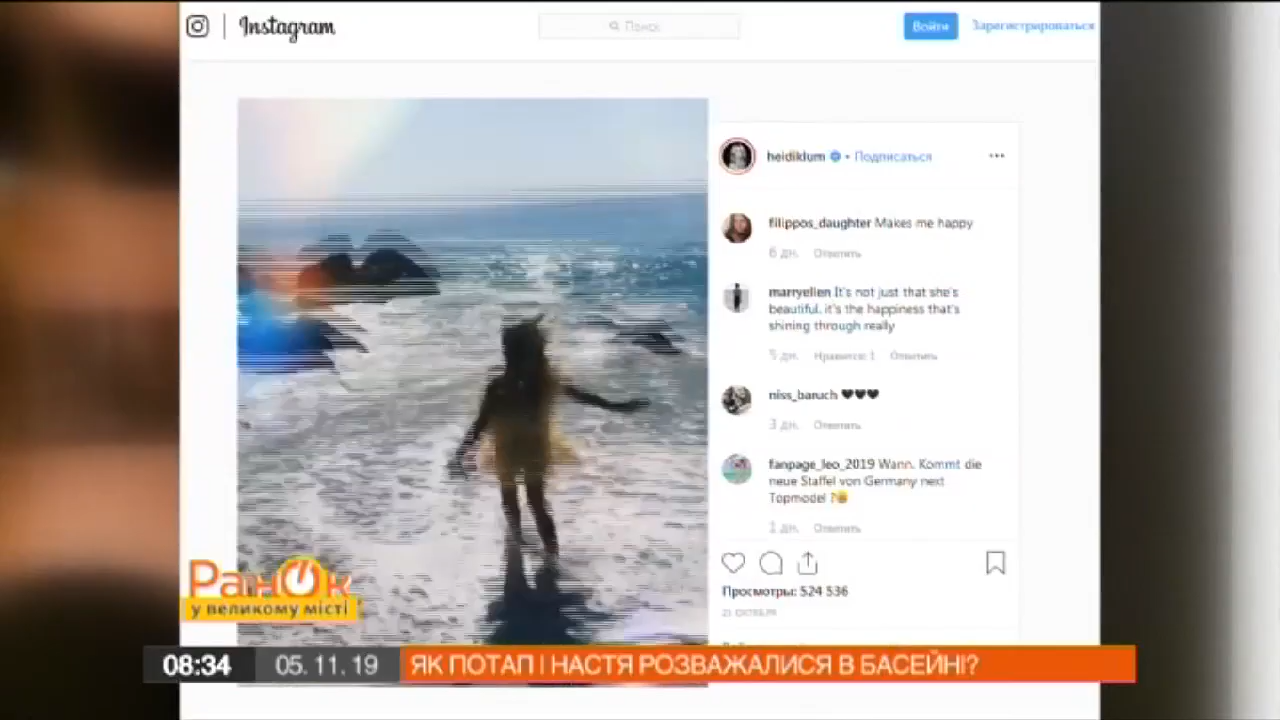 Instagram
Поиск
Войти
Зарегистрироваться
heidiklum • Подписаться
filippos_daughter Makes me happy
6 дн. Ответить
marryellen It's not just that she's
beautiful, it's the happiness that's
shining through really
5 дн. Нравится: 1 Ответить
niss_baruch 🖤🖤🖤
3 дн. Ответить
fanpage_leo_2019 Wann. Kommt die
neue Staffel von Germany next
Topmodel ?
1 дн. Ответить
Просмотры: 524 536
РанОк
у великому місті
08:34
05. 11. 19
ЯК ПОТАП І НАСТЯ РОЗВАЖАЛИСЯ В БАСЕЙНІ?